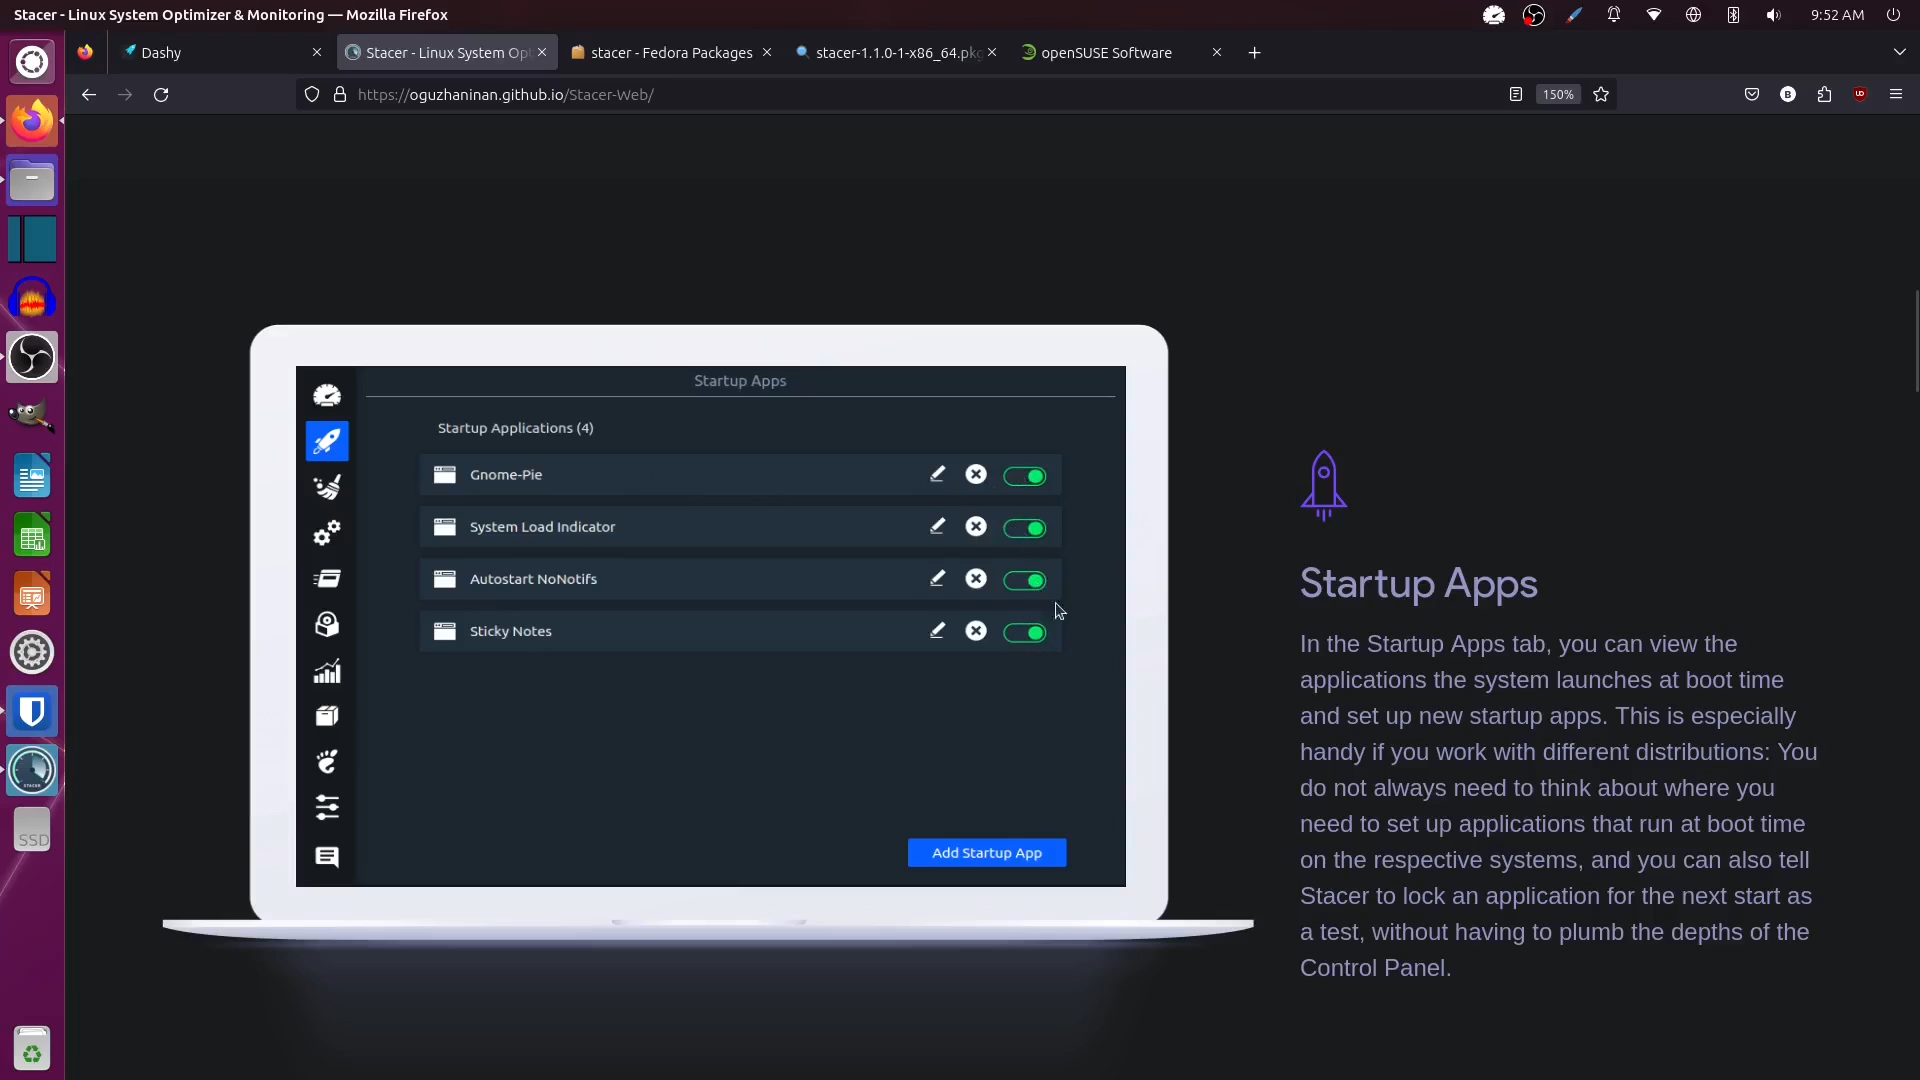 Stacer - Linux System Optimizer & Monitoring — Mozilla Firefox
9:52 AM
Dashy
Stacer - Linux System Op
stacer - Fedora Packages
stacer-1.1.0-1-x86_64.pkg
openSUSE Software
https://oguzhaninan.github.io/Stacer-Web/
150%
B
Startup Apps
Startup Applications (4)
Gnome-Pie
System Load Indicator
Autostart NoNotifs
Sticky Notes
Add Startup App
Startup Apps
In the Startup Apps tab, you can view the
applications the system launches at boot time
and set up new startup apps. This is especially
handy if you work with different distributions: You
do not always need to think about where you
need to set up applications that run at boot time
on the respective systems, and you can also tell
Stacer to lock an application for the next start as
a test, without having to plumb the depths of the
Control Panel.
STACER
SSD